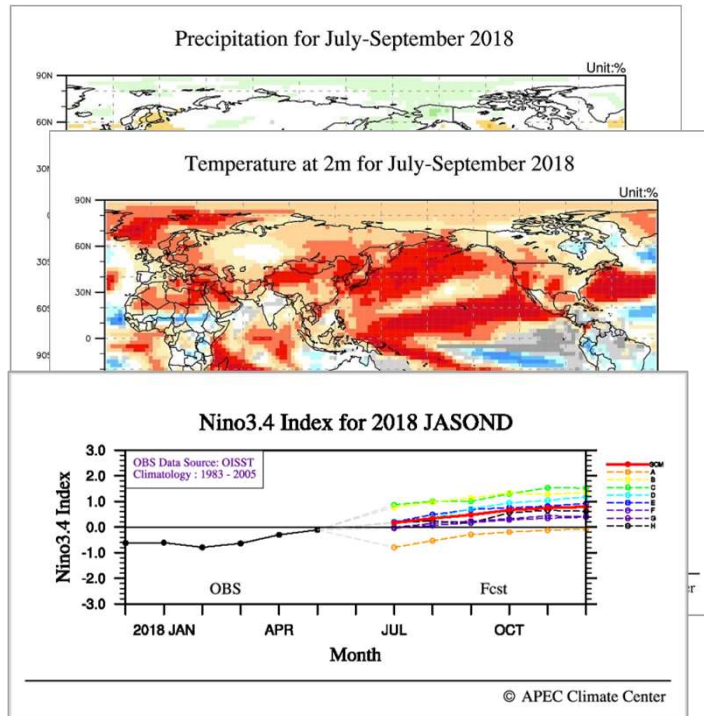 Precipitation for July-September 2018
Unit:%
90N
60N
30N
0
30S
60S
90S
Temperature at 2m for July-September 2018
Unit:%
90N
60N
30N
0
Nino3.4 Index for 2018 JASOND
3.0
2.0
1.0
0.0
-1.0
-2.0
-3.0
Nino3.4 Index
OBS Data Source: OISST
Climatology : 1983 - 2005
OBS
Fcst
SCM
A
B
C
D
E
F
G
H
2018 JAN
APR
JUL
OCT
Month
© APEC Climate Center